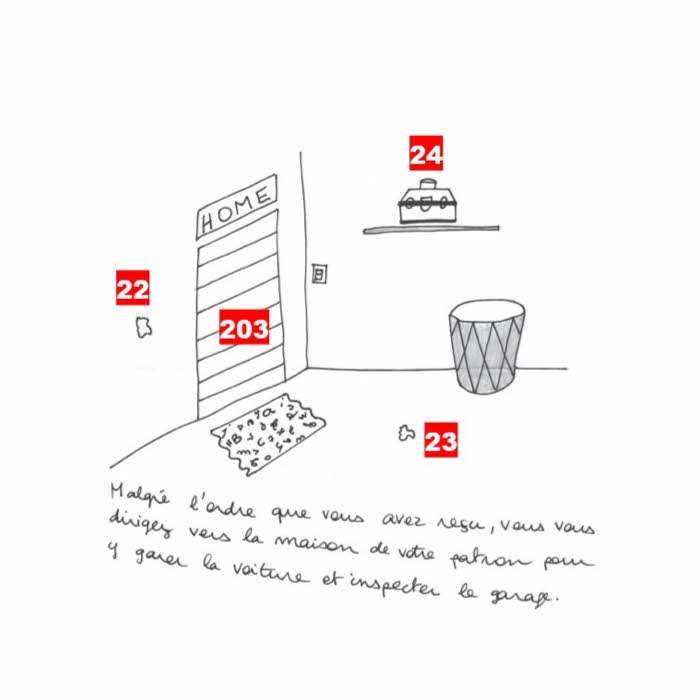 24
HOME
22
203
23
Malgré l'ordre que vous avez reçu, vous vous
dirigez vers la maison de votre patron pour
y garer la voiture et inspecter le garage.